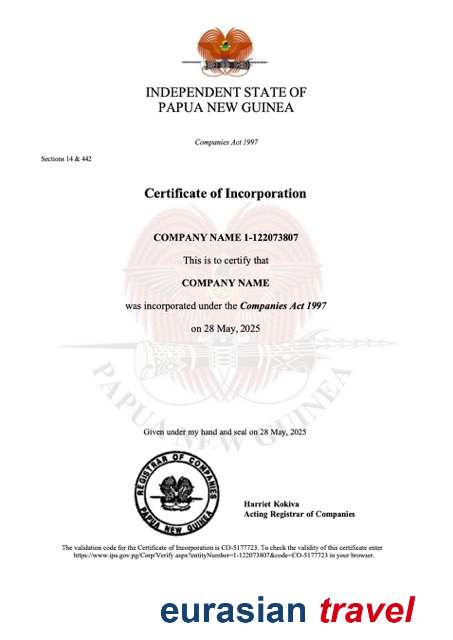 INDEPENDENT STATE OF
PAPUA NEW GUINEA
Companies Act 1997
Sections 14 & 442
Certificate of Incorporation
COMPANY NAME 1-122073807
This is to certify that
COMPANY NAME
was incorporated under the Companies Act 1997
on 28 May, 2025
PAPUA NEW GUINEA
Given under my hand and seal on 28 May, 2025
REGISTRAR OF COMPANIES
PAPUA NEW GUINEA
Harriet Kokiva
Acting Registrar of Companies
The validation code for the Certificate of Incorporation is CO-5177723. To check the validity of this certificate enter
https://www.ipa.gov.pg/Corp/Verify.aspx?entityNumber=1-122073807&code=CO-5177723 in your browser.
eurasian travel